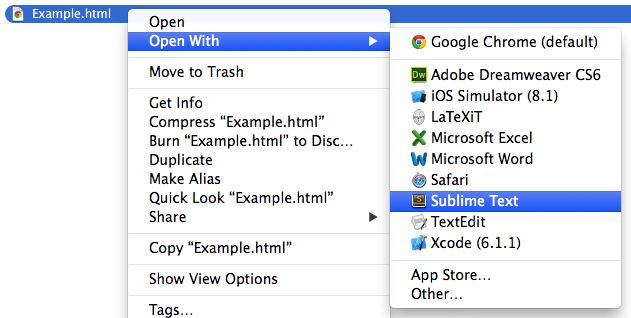 Example.html
Open
Open With
Move to Trash
Get Info
Compress “Example.html”
Burn “Example.html” to Disc...
Duplicate
Make Alias
Quick Look “Example.html”
Share
Copy “Example.html”
Show View Options
Tags...
Google Chrome (default)
Dw Adobe Dreamweaver CS6
iOS Simulator (8.1)
LaTeXiT
Microsoft Excel
Microsoft Word
Safari
Sublime Text
TextEdit
Xcode (6.1.1)
App Store...
Other...